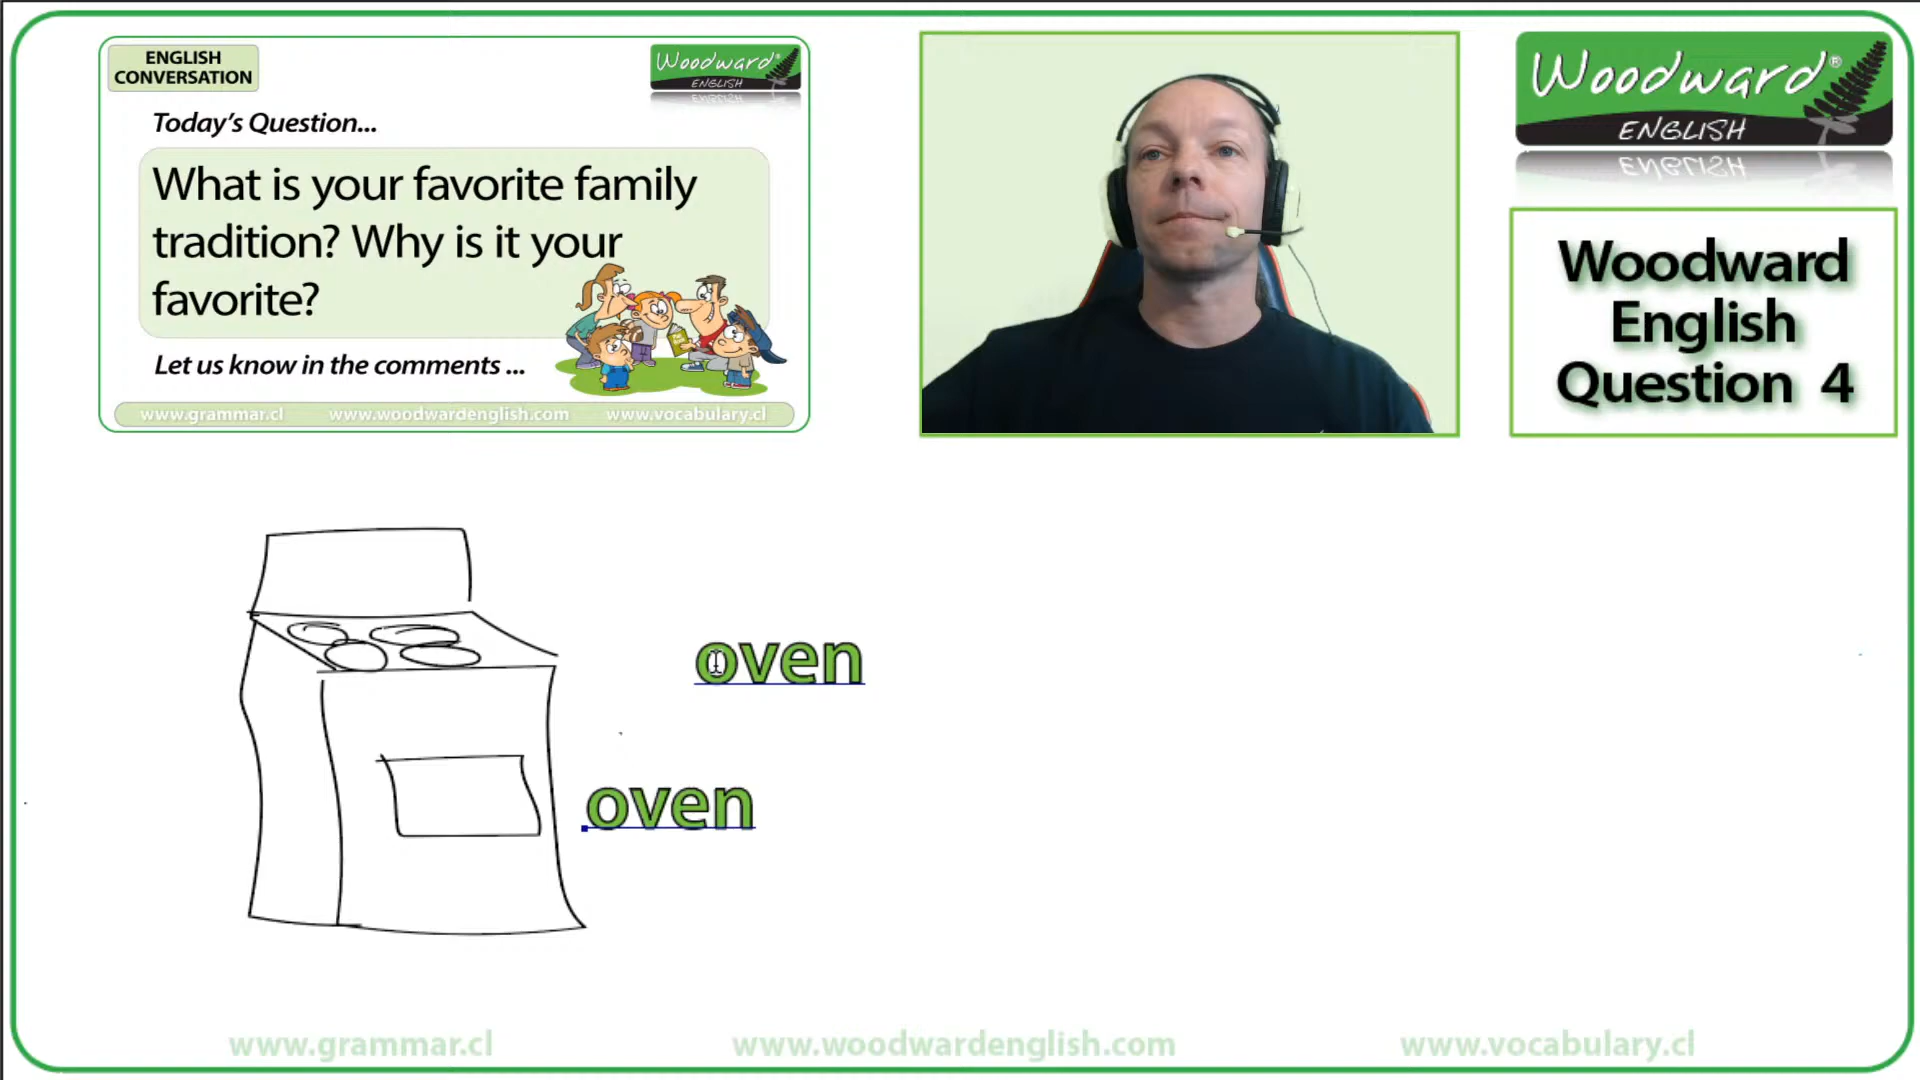 ENGLISH
CONVERSATION
Woodward
ENGLISH
Today's Question...
What is your favorite family
tradition? Why is it your
favorite?
Let us know in the comments ...
www.grammar.cl www.woodwardenglish.com www.vocabulary.cl
Woodward®
ENGLISH
Woodward
English
Question 4
oven
oven
www.grammar.cl www.woodwardenglish.com www.vocabulary.cl